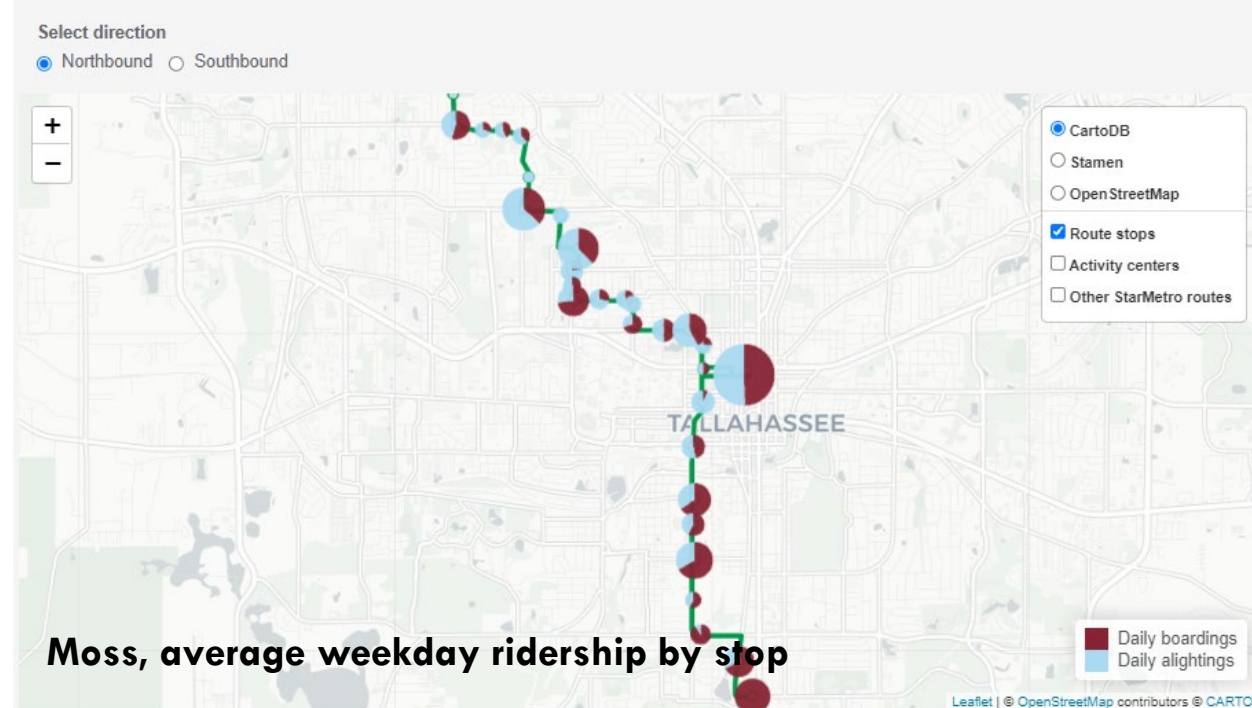 Select direction
Northbound Southbound
+
−
CartoDB
Stamen
OpenStreetMap
Route stops
Activity centers
Other StarMetro routes
TALLAHASSEE
Moss, average weekday ridership by stop
Daily boardings
Daily alightings
Leaflet | © OpenStreetMap contributors © CARTO